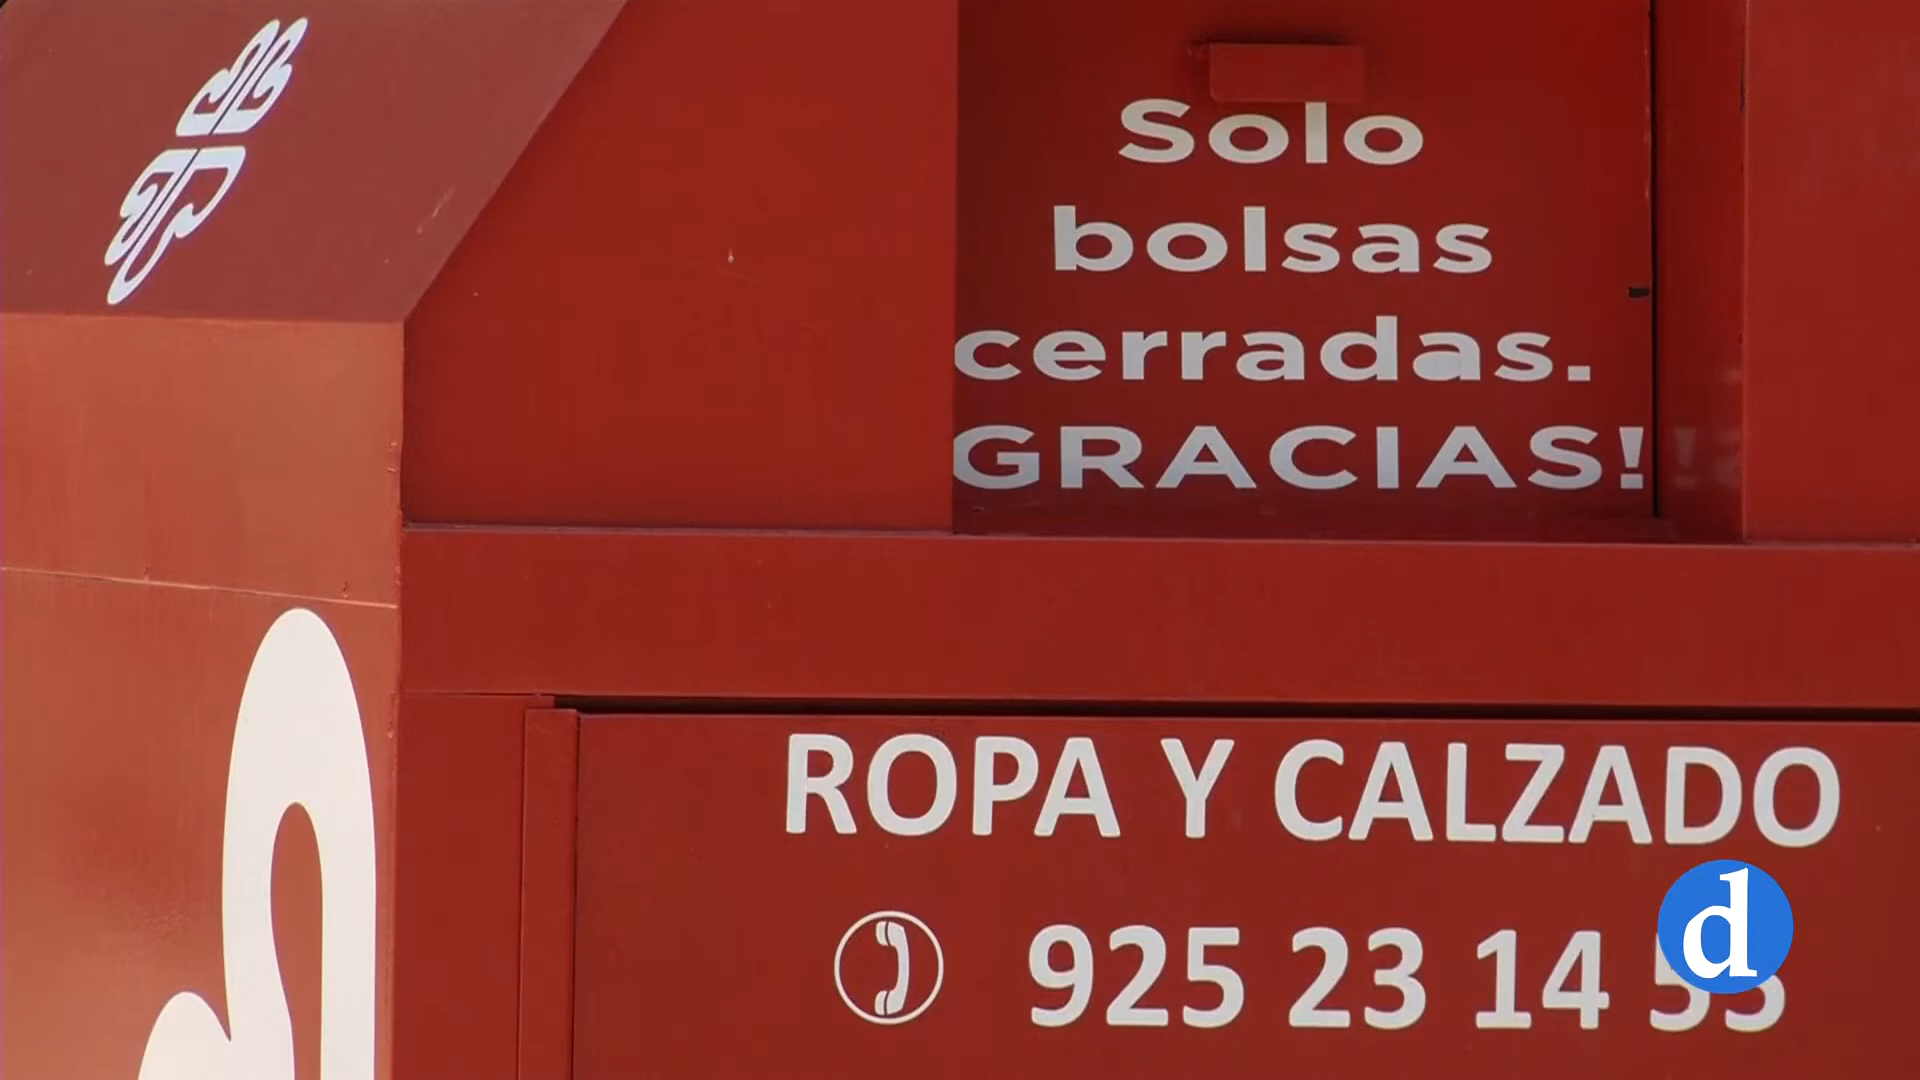 Solo
bolsas
cerradas.
GRACIAS!
ROPA Y CALZADO
925 23 14
d